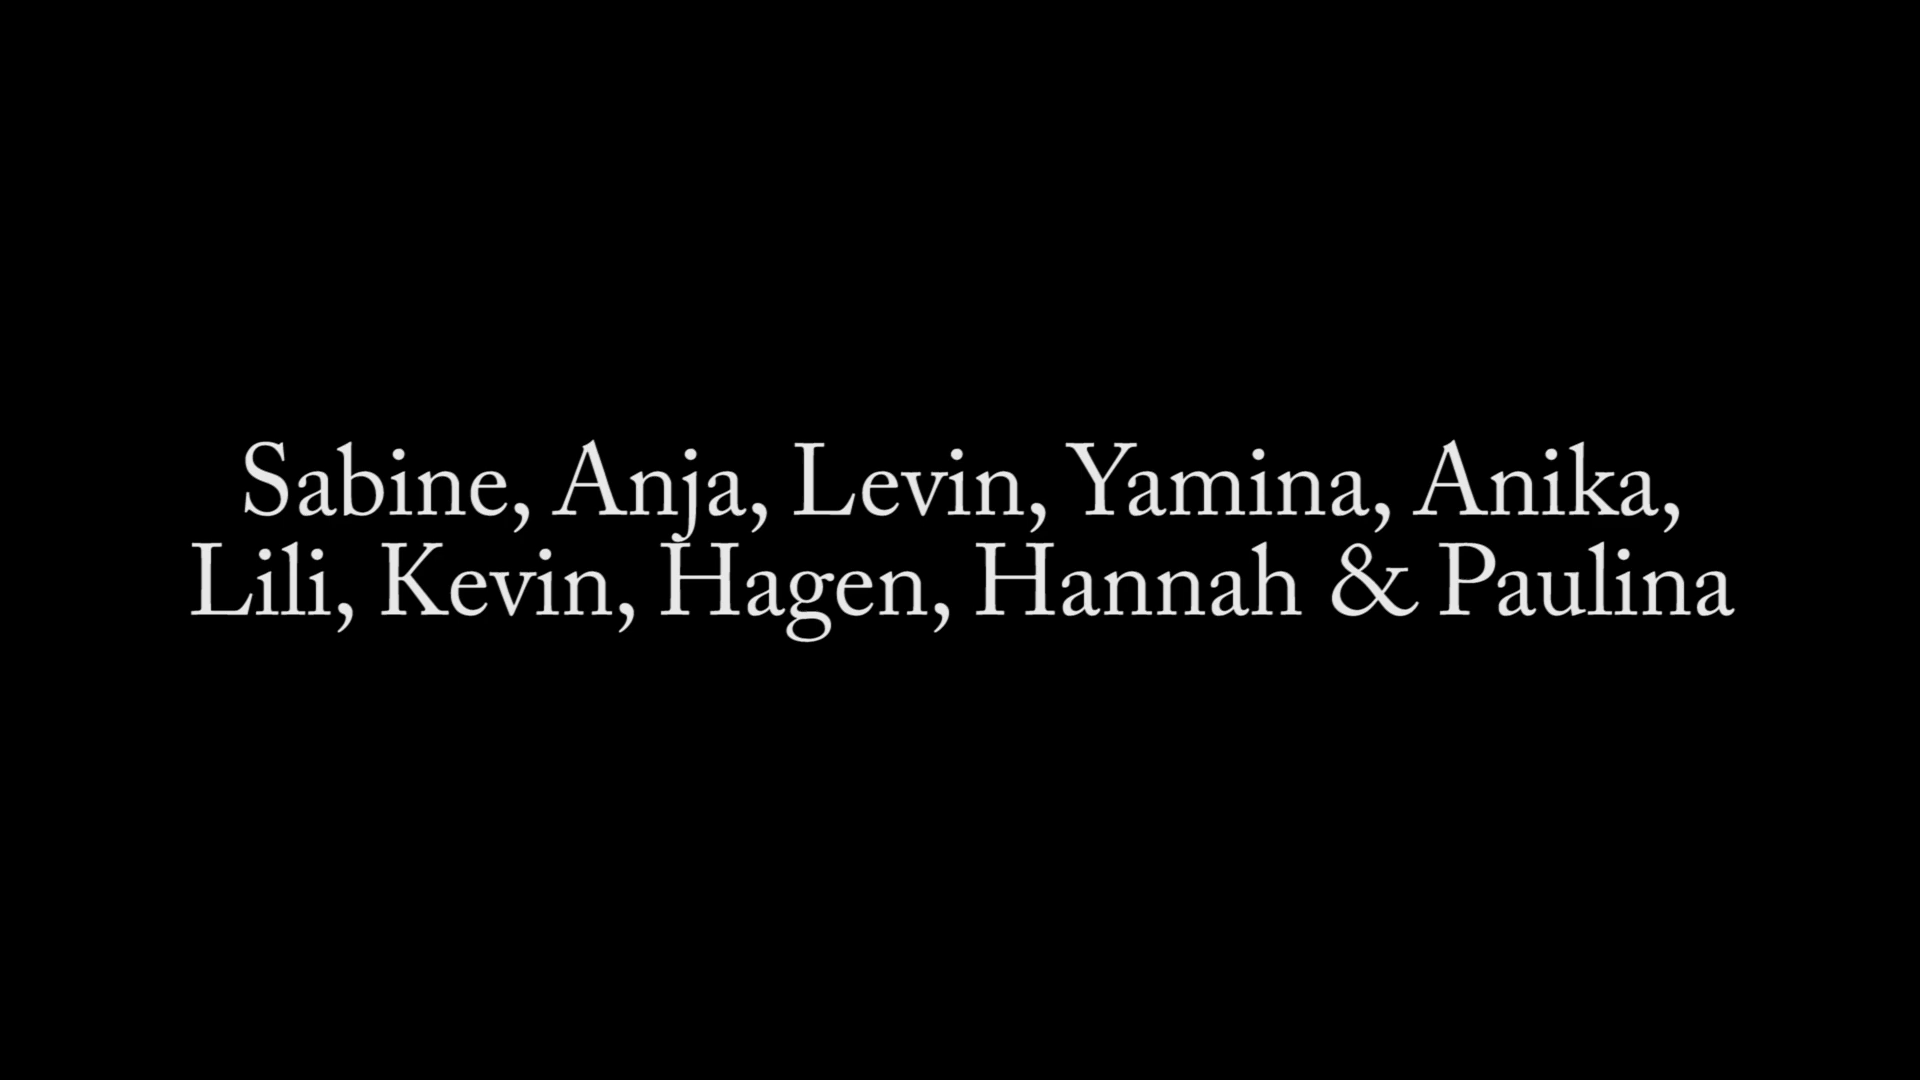 Sabine, Anja, Levin, Yamina, Anika,
Lili, Kevin, Hagen, Hannah & Paulina